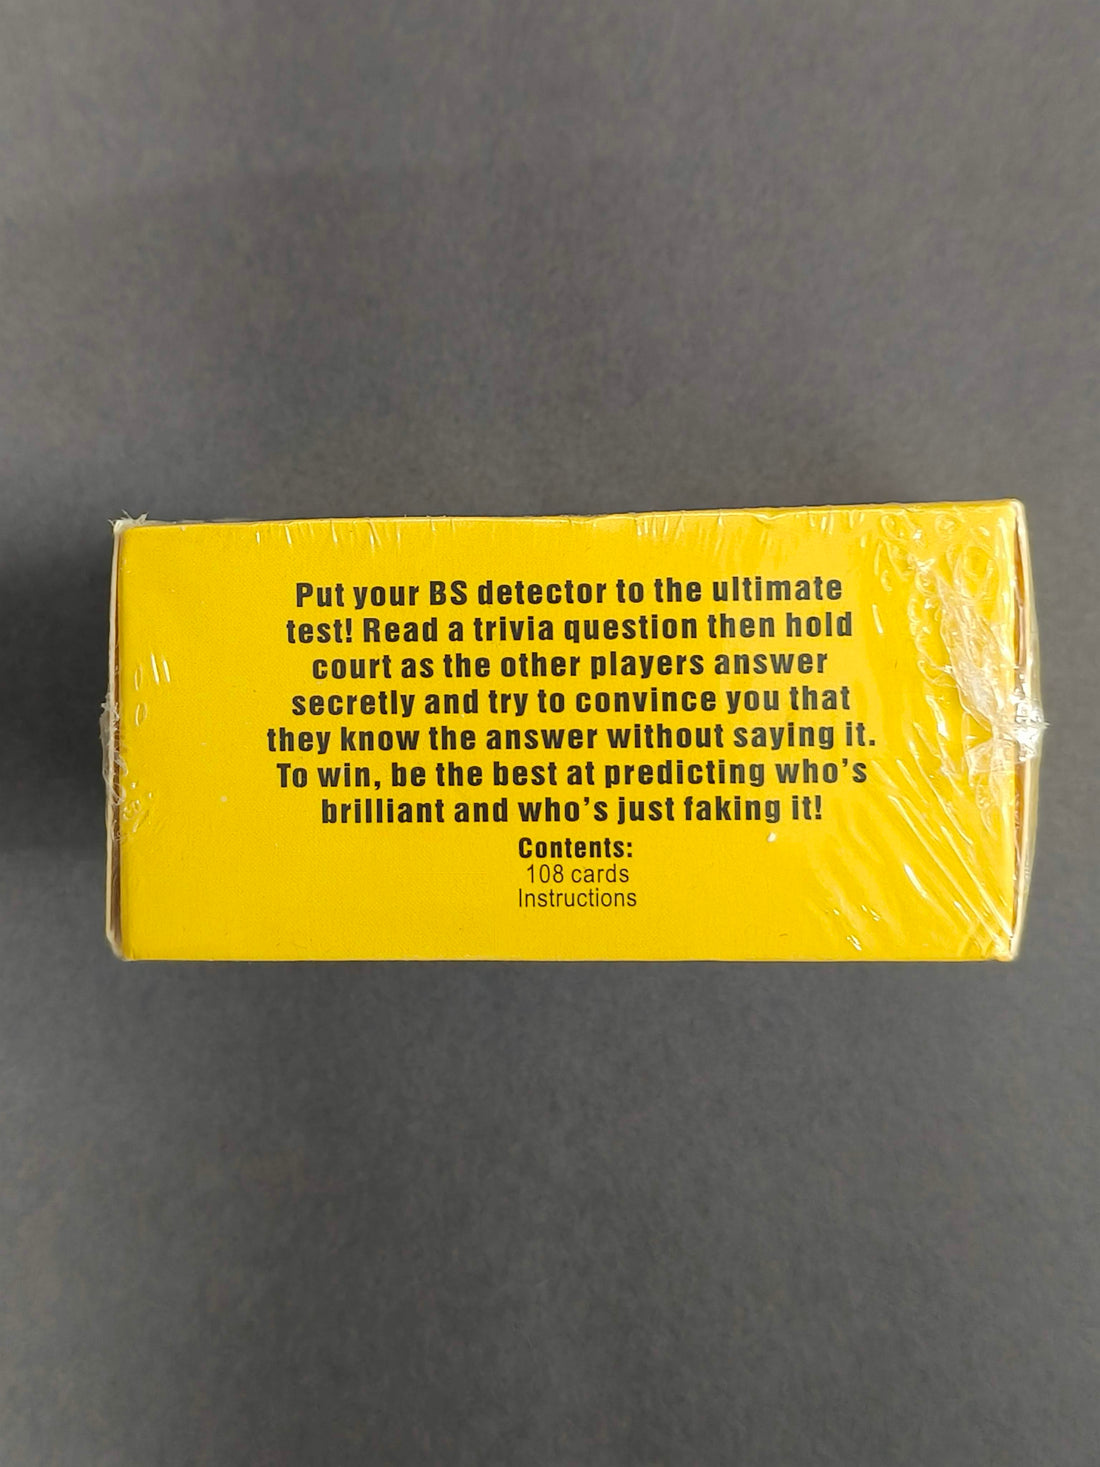 Put your BS detector to the ultimate
test! Read a trivia question then hold
court as the other players answer
secretly and try to convince you that
they know the answer without saying it.
To win, be the best at predicting who’s
brilliant and who’s just faking it!
Contents:
108 cards
Instructions